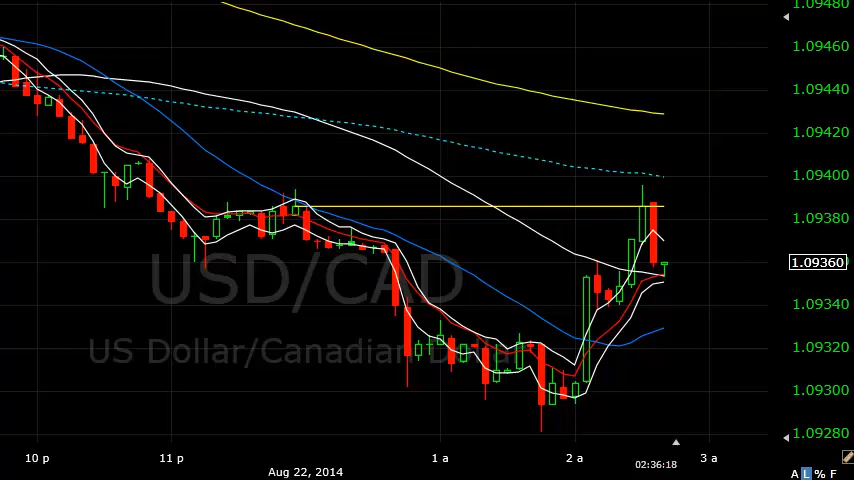 1.09480
1.09460
1.09440
1.09420
1.09400
1.09380
1.09360
1.09340
1.09320
1.09300
1.09280
USD/CAD
US Dollar/Canadian Dollar
10 p
11 p
1 a
2 a
3 a
02:36:18
Aug 22, 2014
A L % F